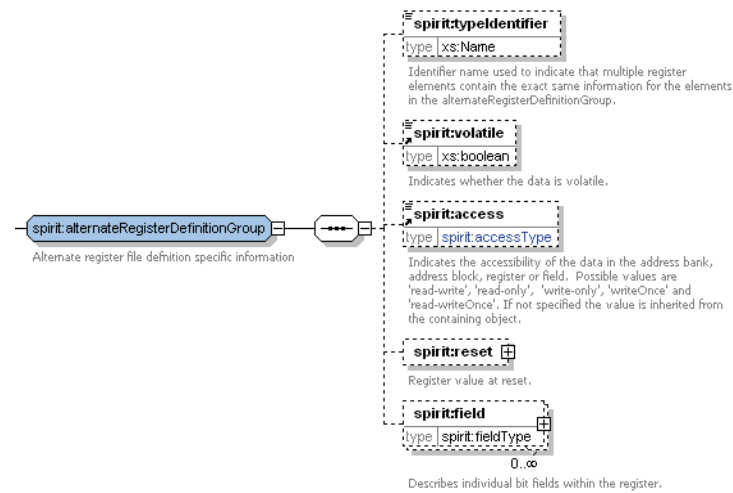 spirit:typeIdentifier
type xs:Name
Identifier name used to indicate that multiple register
elements contain the exact same information for the elements
in the alternateRegisterDefinitionGroup.
spirit:volatile
type xs:boolean
Indicates whether the data is volatile.
spirit:alternateRegisterDefinitionGroup
Alternate register file defnition specific information
spirit:access
type spirit:accessType
Indicates the accessibility of the data in the address bank,
address block, register or field. Possible values are
'read-write', 'read-only', 'write-only', 'writeOnce' and
'read-writeOnce'. If not specified the value is inherited from
the containing object.
spirit:reset
Register value at reset.
spirit:field
type spirit:fieldType
0..∞
Describes individual bit fields within the register.